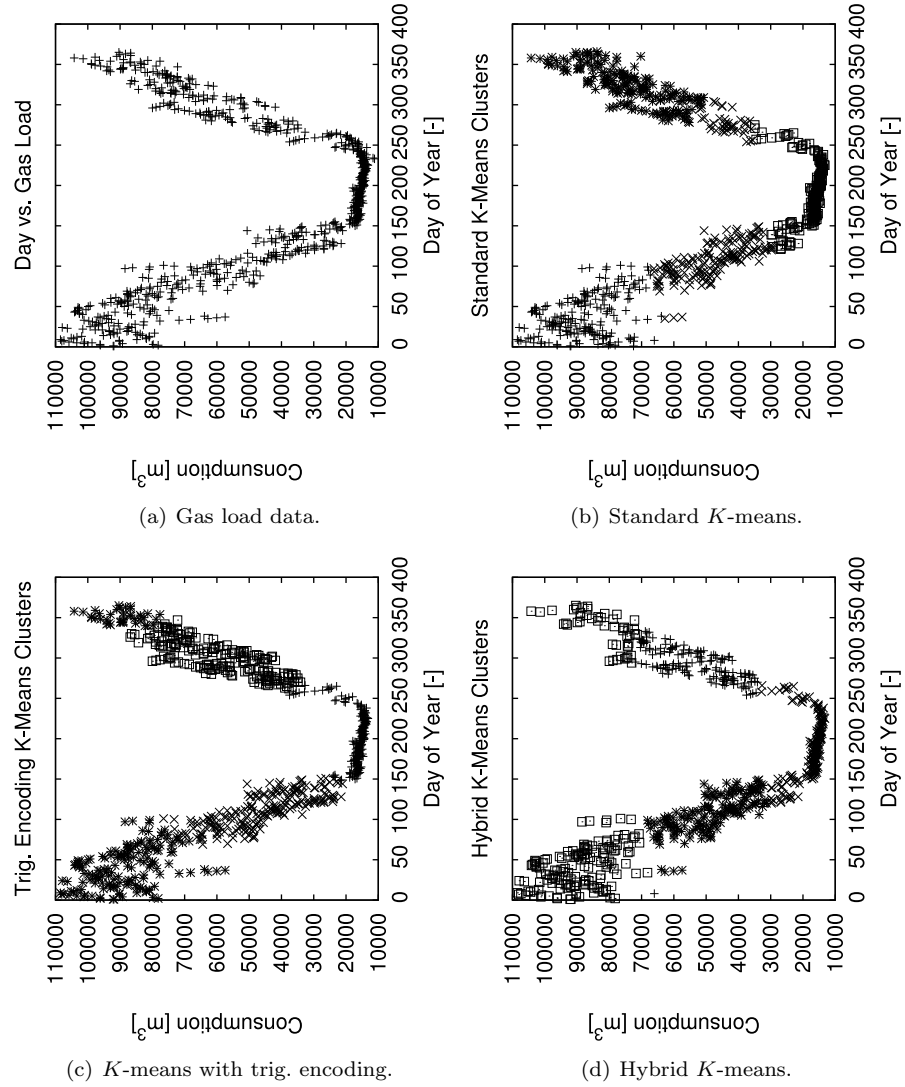 Day vs. Gas Load
110000
100000
90000
80000
70000
60000
50000
40000
30000
20000
10000
Consumption [m³]
0 50 100 150 200 250 300 350 400
Day of Year [-]
(a) Gas load data.
Standard K-Means Clusters
110000
100000
90000
80000
70000
60000
50000
40000
30000
20000
10000
Consumption [m³]
0 50 100 150 200 250 300 350 400
Day of Year [-]
(b) Standard K-means.
Trig. Encoding K-Means Clusters
110000
100000
90000
80000
70000
60000
50000
40000
30000
20000
10000
Consumption [m³]
0 50 100 150 200 250 300 350 400
Day of Year [-]
(c) K-means with trig. encoding.
Hybrid K-Means Clusters
110000
100000
90000
80000
70000
60000
50000
40000
30000
20000
10000
Consumption [m³]
0 50 100 150 200 250 300 350 400
Day of Year [-]
(d) Hybrid K-means.